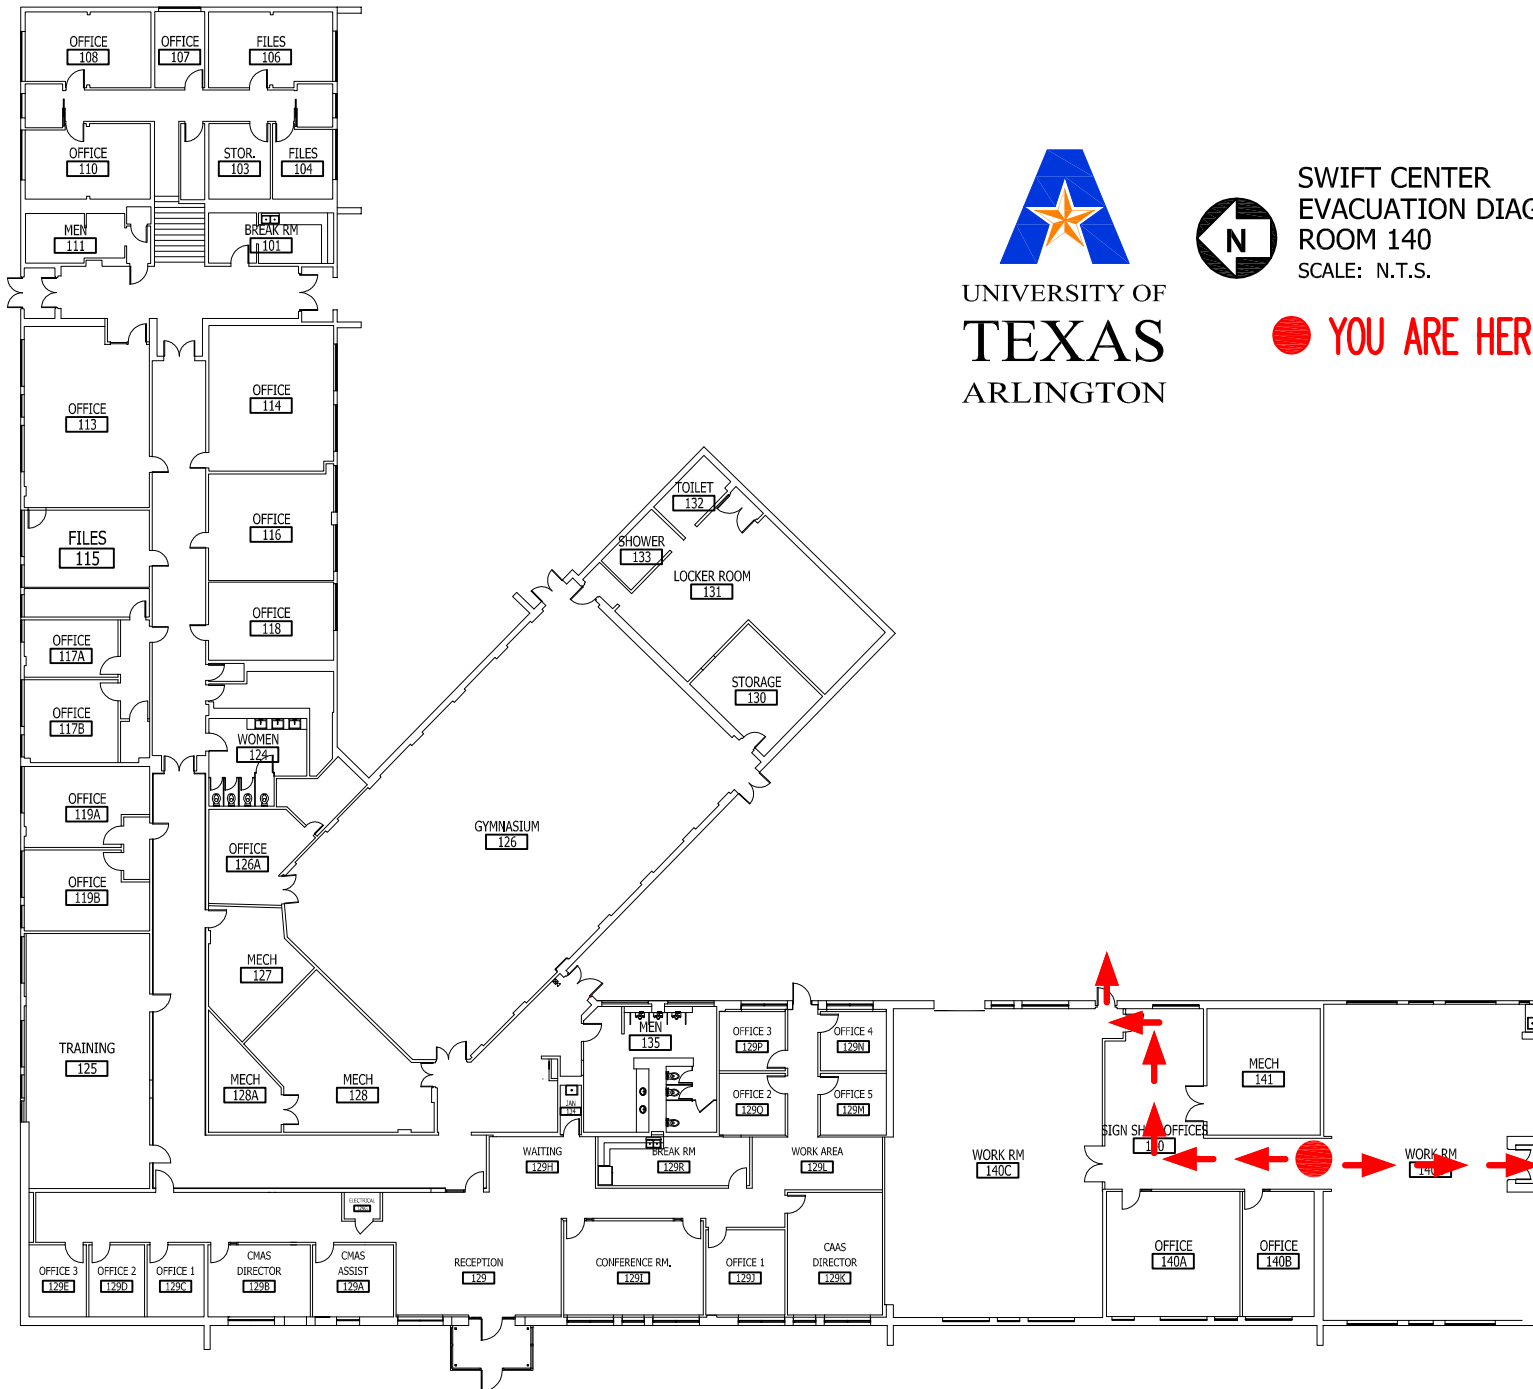 OFFICE
108
OFFICE
107
FILES
106
OFFICE
110
STOR.
103
FILES
104
MEN
111
BREAK RM
101
UNIVERSITY OF
TEXAS
ARLINGTON
N
SWIFT CENTER
EVACUATION DIAG
ROOM 140
SCALE: N.T.S.
YOU ARE HER
OFFICE
113
OFFICE
114
FILES
115
OFFICE
116
OFFICE
118
OFFICE
117A
OFFICE
117B
WOMEN
124
TOILET
132
SHOWER
133
LOCKER ROOM
131
STORAGE
130
OFFICE
119A
OFFICE
119B
OFFICE
126A
GYMNASIUM
126
MECH
127
TRAINING
125
MECH
128A
MECH
128
MEN
135
JAN
134
OFFICE 3
129P
OFFICE 4
129N
OFFICE 2
129O
OFFICE 5
129M
WAITING
129H
BREAK RM
129R
WORK AREA
129L
WORK RM
140C
SIGN SH OFFICES
MECH
141
WORK RM
OFFICE
140A
OFFICE
140B
ELECTRICAL
OFFICE 3
129E
OFFICE 2
129D
OFFICE 1
129C
CMAS
DIRECTOR
129B
CMAS
ASSIST
129A
RECEPTION
129
CONFERENCE RM.
129I
OFFICE 1
129J
CAAS
DIRECTOR
129K